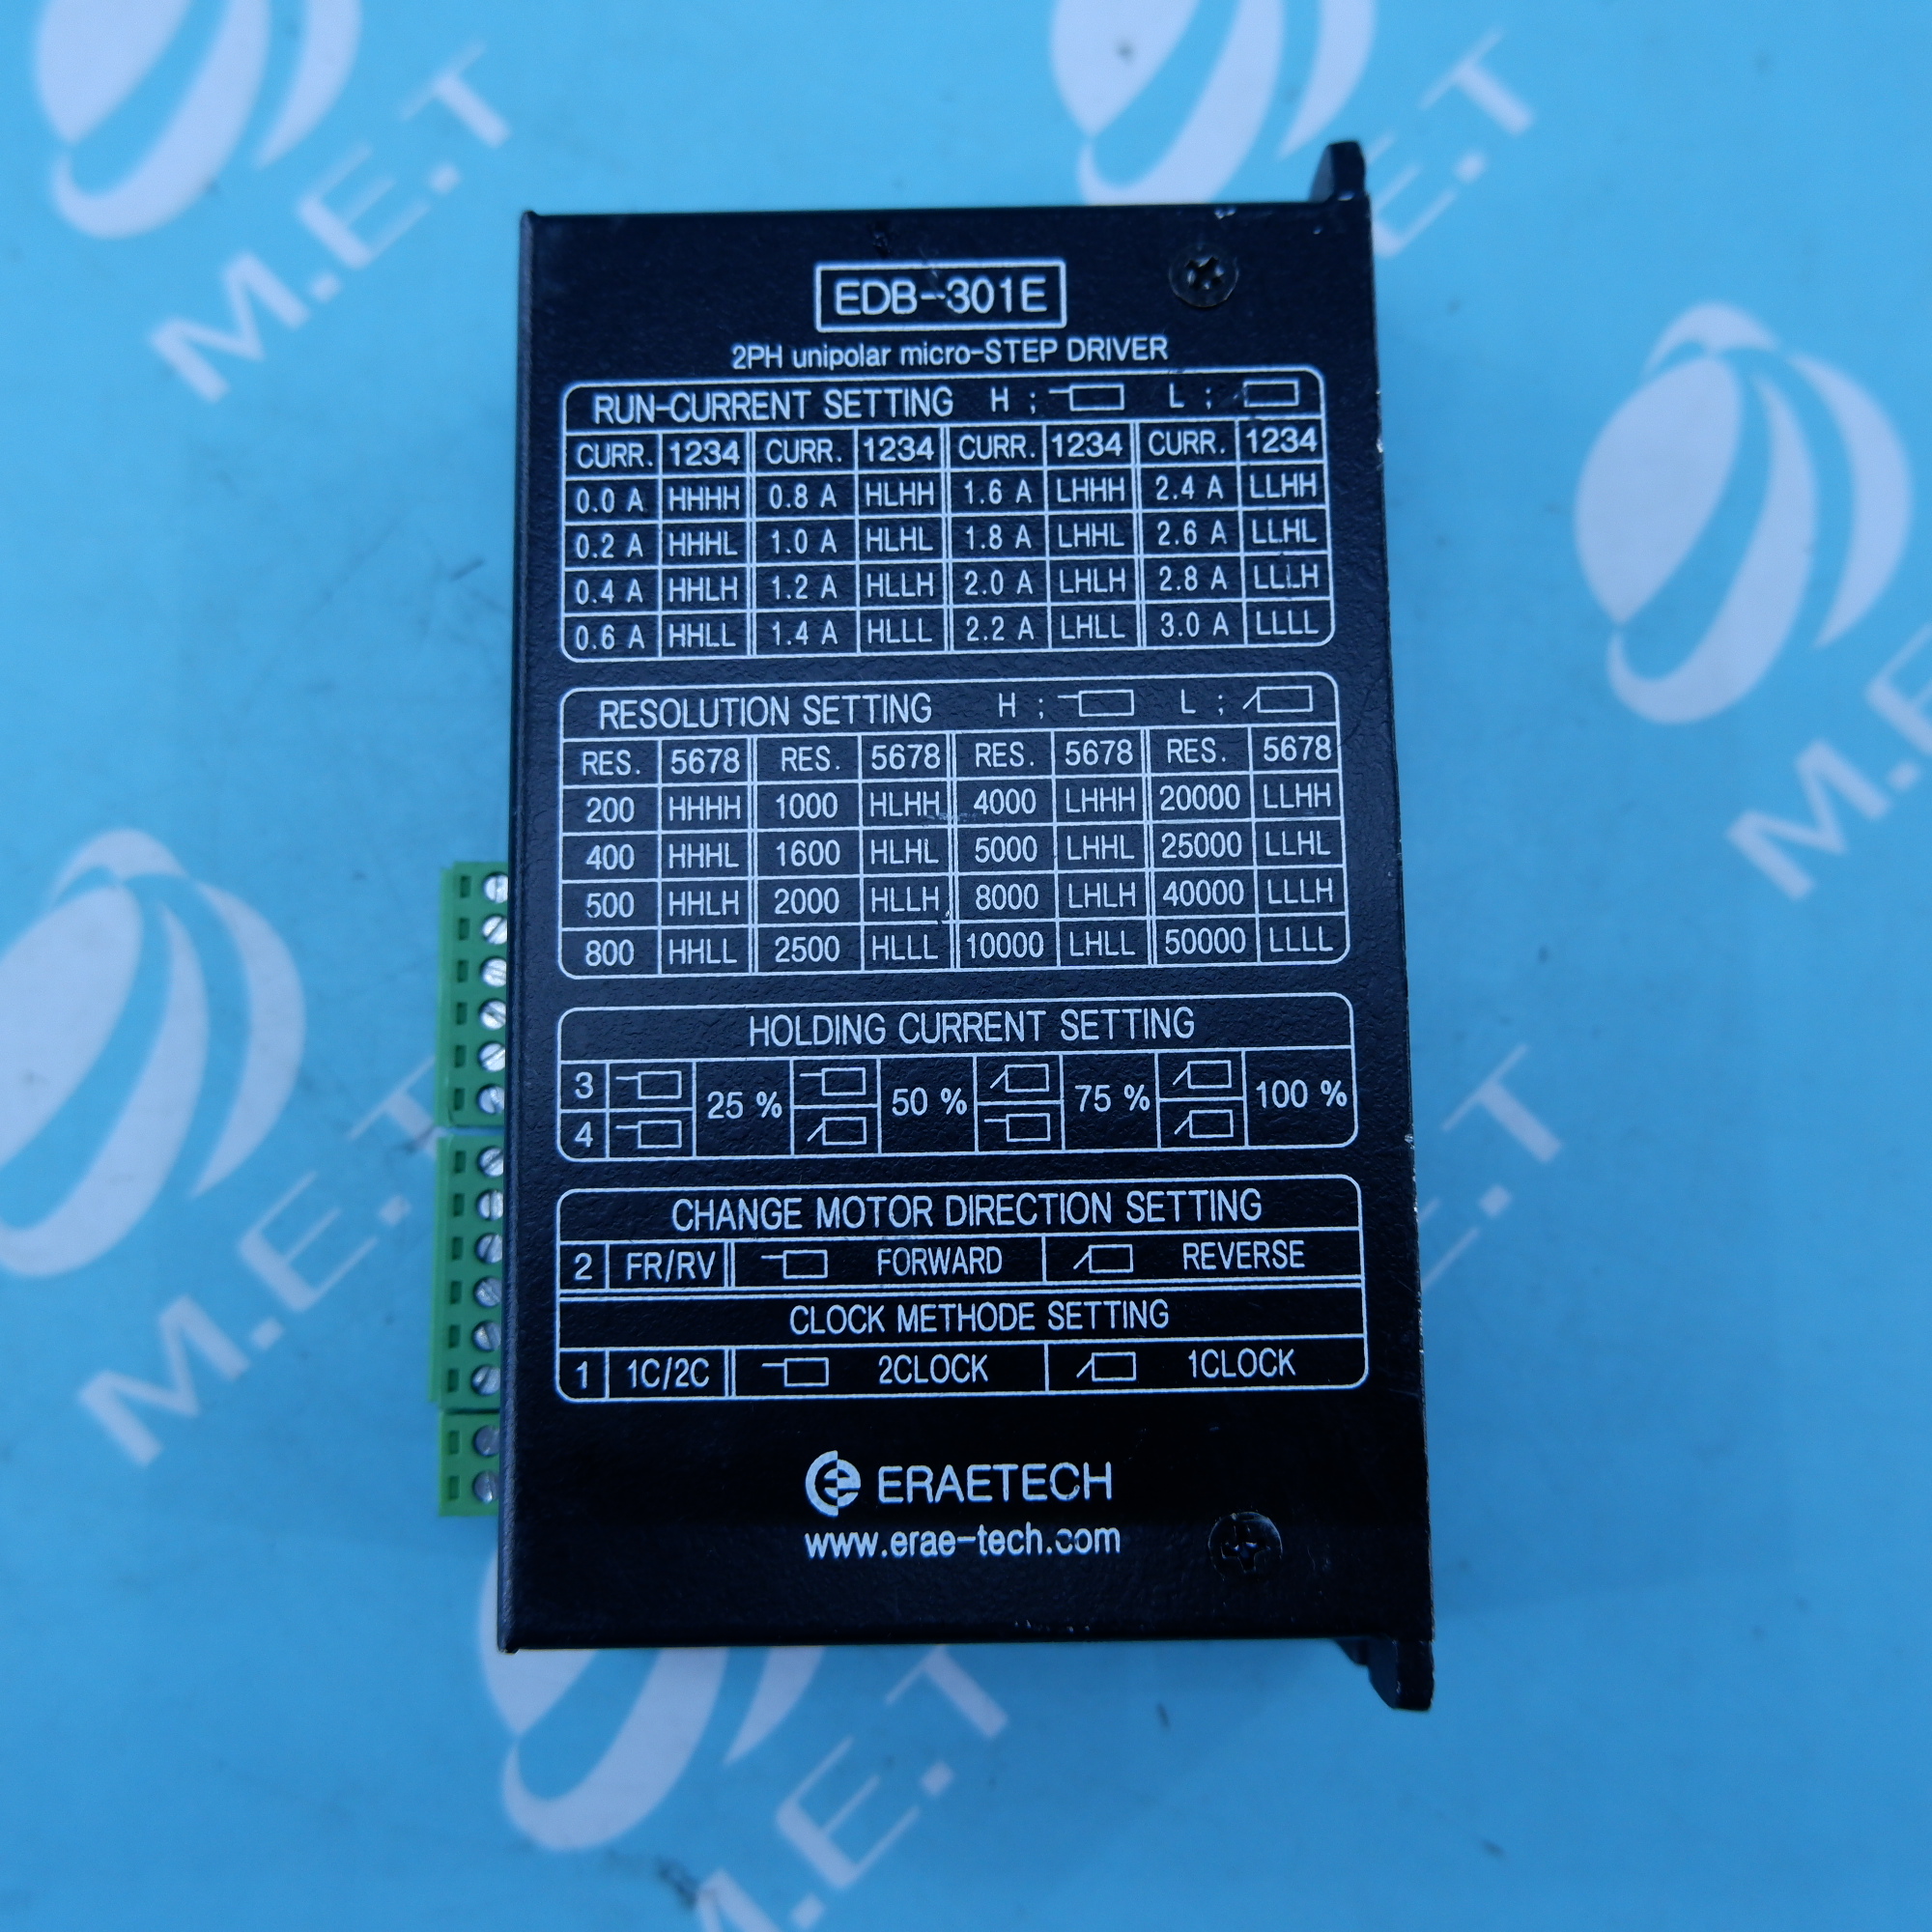 M.E.T
M.E.T
EDB-301E
2PH unipolar micro-STEP DRIVER
RUN-CURRENT SETTING H ; L ;
CURR. 1234 CURR. 1234 CURR. 1234 CURR. 1234
0.0 A HHHH 0.8 A HLHH 1.6 A LHHH 2.4 A LLHH
0.2 A HHHL 1.0 A HLHL 1.8 A LHHL 2.6 A LLHL
0.4 A HHLH 1.2 A HLLH 2.0 A LHLH 2.8 A LLLH
0.6 A HHLL 1.4 A HLLL 2.2 A LHLL 3.0 A LLLL
RESOLUTION SETTING H ; L ;
RES. 5678 RES. 5678 RES. 5678 RES. 5678
200 HHHH 1000 HLHH 4000 LHHH 20000 LLHH
400 HHHL 1600 HLHL 5000 LHHL 25000 LLHL
500 HHLH 2000 HLLH 8000 LHLH 40000 LLLH
800 HHLL 2500 HLLL 10000 LHLL 50000 LLLL
HOLDING CURRENT SETTING
3 4 25 % 50 % 75 % 100 %
CHANGE MOTOR DIRECTION SETTING
2 FR/RV FORWARD REVERSE
CLOCK METHODE SETTING
1 1C/2C 2CLOCK 1CLOCK
ERAETECH
www.erae-tech.com
M.E.
M.E.T
E.T
M.E.T